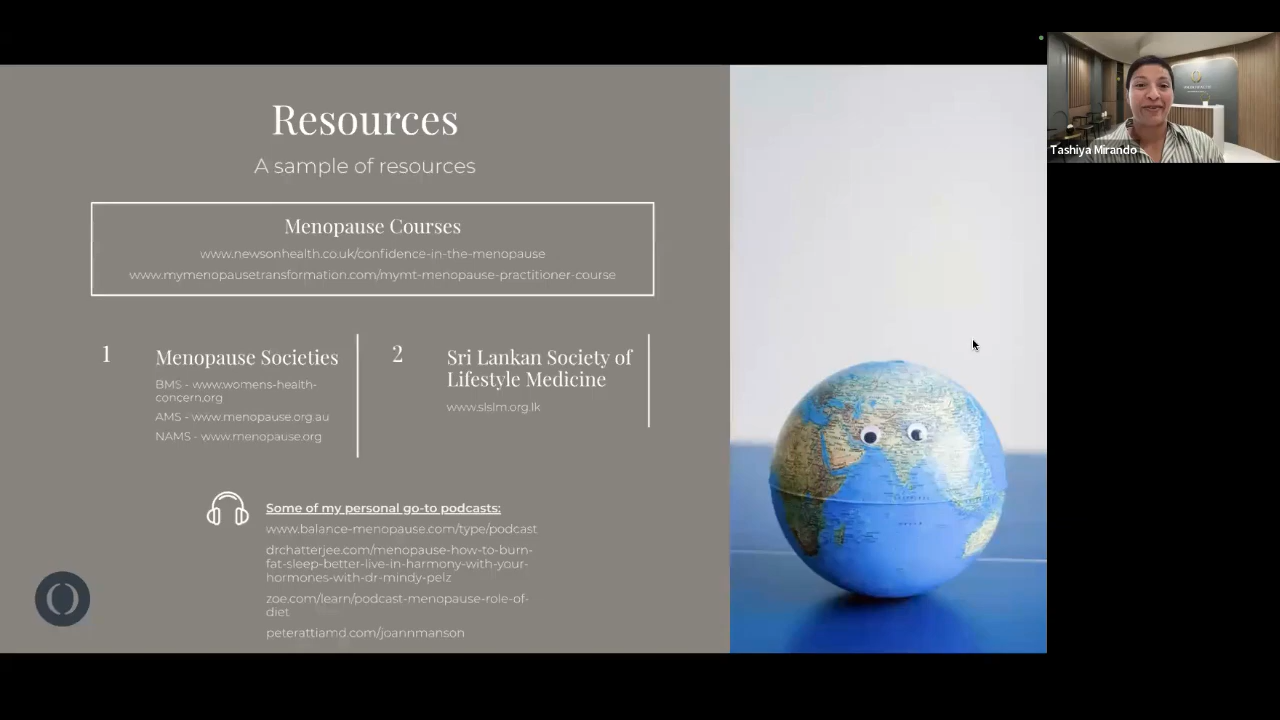 Resources
A sample of resources
Menopause Courses
www.newsonhealth.co.uk/confidence-in-the-menopause
www.mymenopausetransformation.com/mymt-menopause-practitioner-course
1
Menopause Societies
BMS - www.womens-health-
concern.org
AMS - www.menopause.org.au
NAMS - www.menopause.org
2
Sri Lankan Society of
Lifestyle Medicine
www.slslm.org.lk
Some of my personal go-to podcasts:
www.balance-menopause.com/type/podcast
drchatterjee.com/menopause-how-to-burn-
fat-sleep-better-live-in-harmony-with-your-
hormones-with-dr-mindy-pelz
zoe.com/learn/podcast-menopause-role-of-
diet
peterattiamd.com/joannmanson
Tashiya Mirando